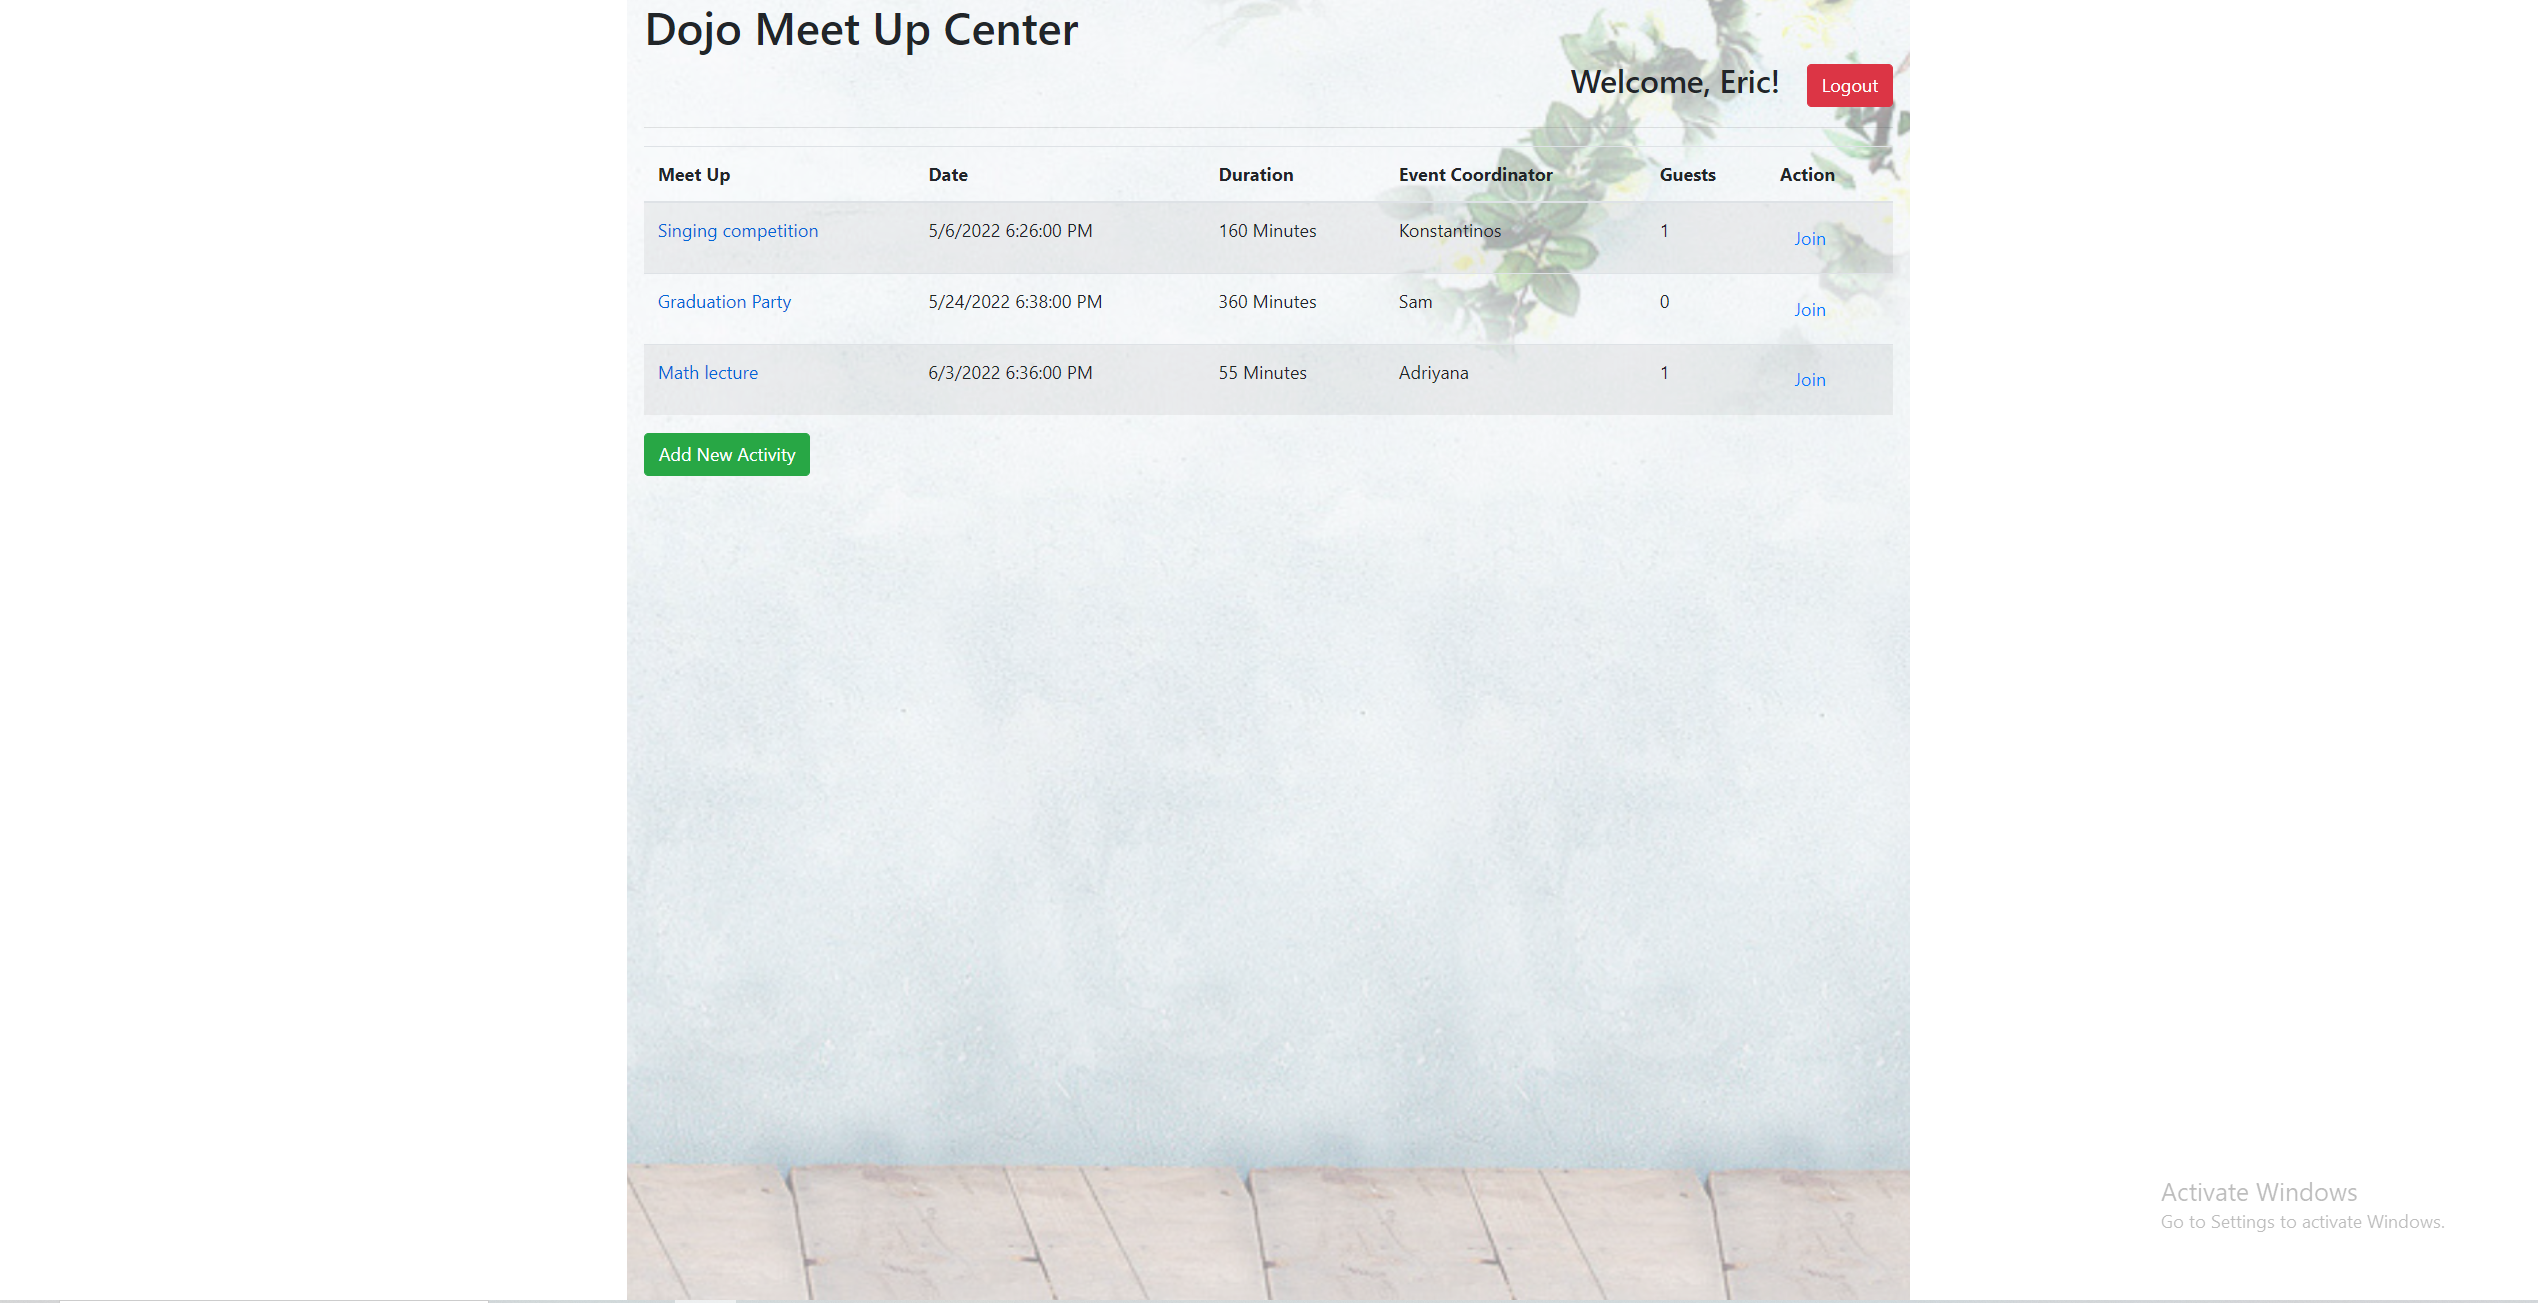 Dojo Meet Up Center
Welcome, Eric! Logout
Meet Up Date Duration Event Coordinator Guests Action
Singing competition 5/6/2022 6:26:00 PM 160 Minutes Konstantinos 1 Join
Graduation Party 5/24/2022 6:38:00 PM 360 Minutes Sam 0 Join
Math lecture 6/3/2022 6:36:00 PM 55 Minutes Adriyana 1 Join
Add New Activity
Activate Windows
Go to Settings to activate Windows.